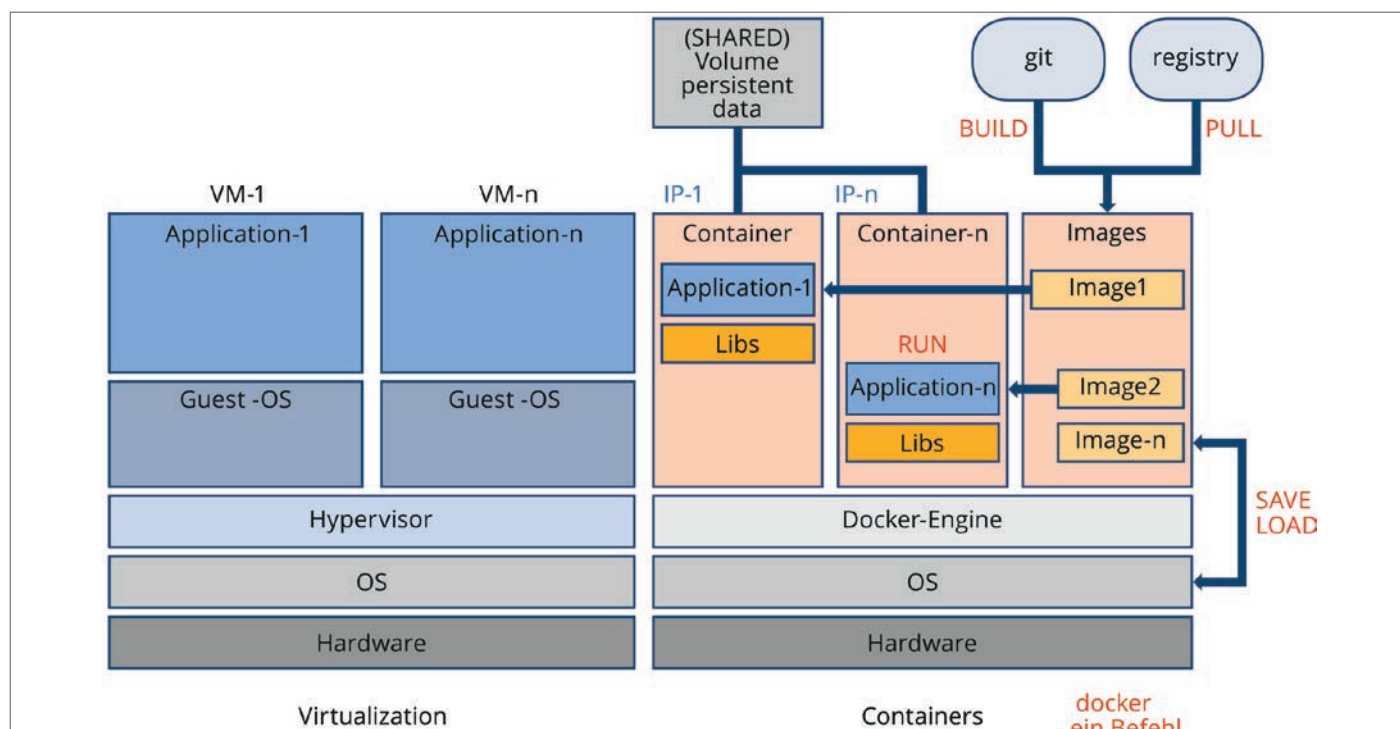 (SHARED)
Volume
persistent
data
git
registry
BUILD
PULL
VM-1
VM-n
IP-1
IP-n
Application-1
Application-n
Container
Container-n
Images
Application-1
Image1
Libs
RUN
Guest -OS
Guest -OS
Application-n
Image2
Libs
Image-n
Hypervisor
Docker-Engine
SAVE
LOAD
OS
OS
Hardware
Hardware
Virtualization
Containers
docker
ein Befehl